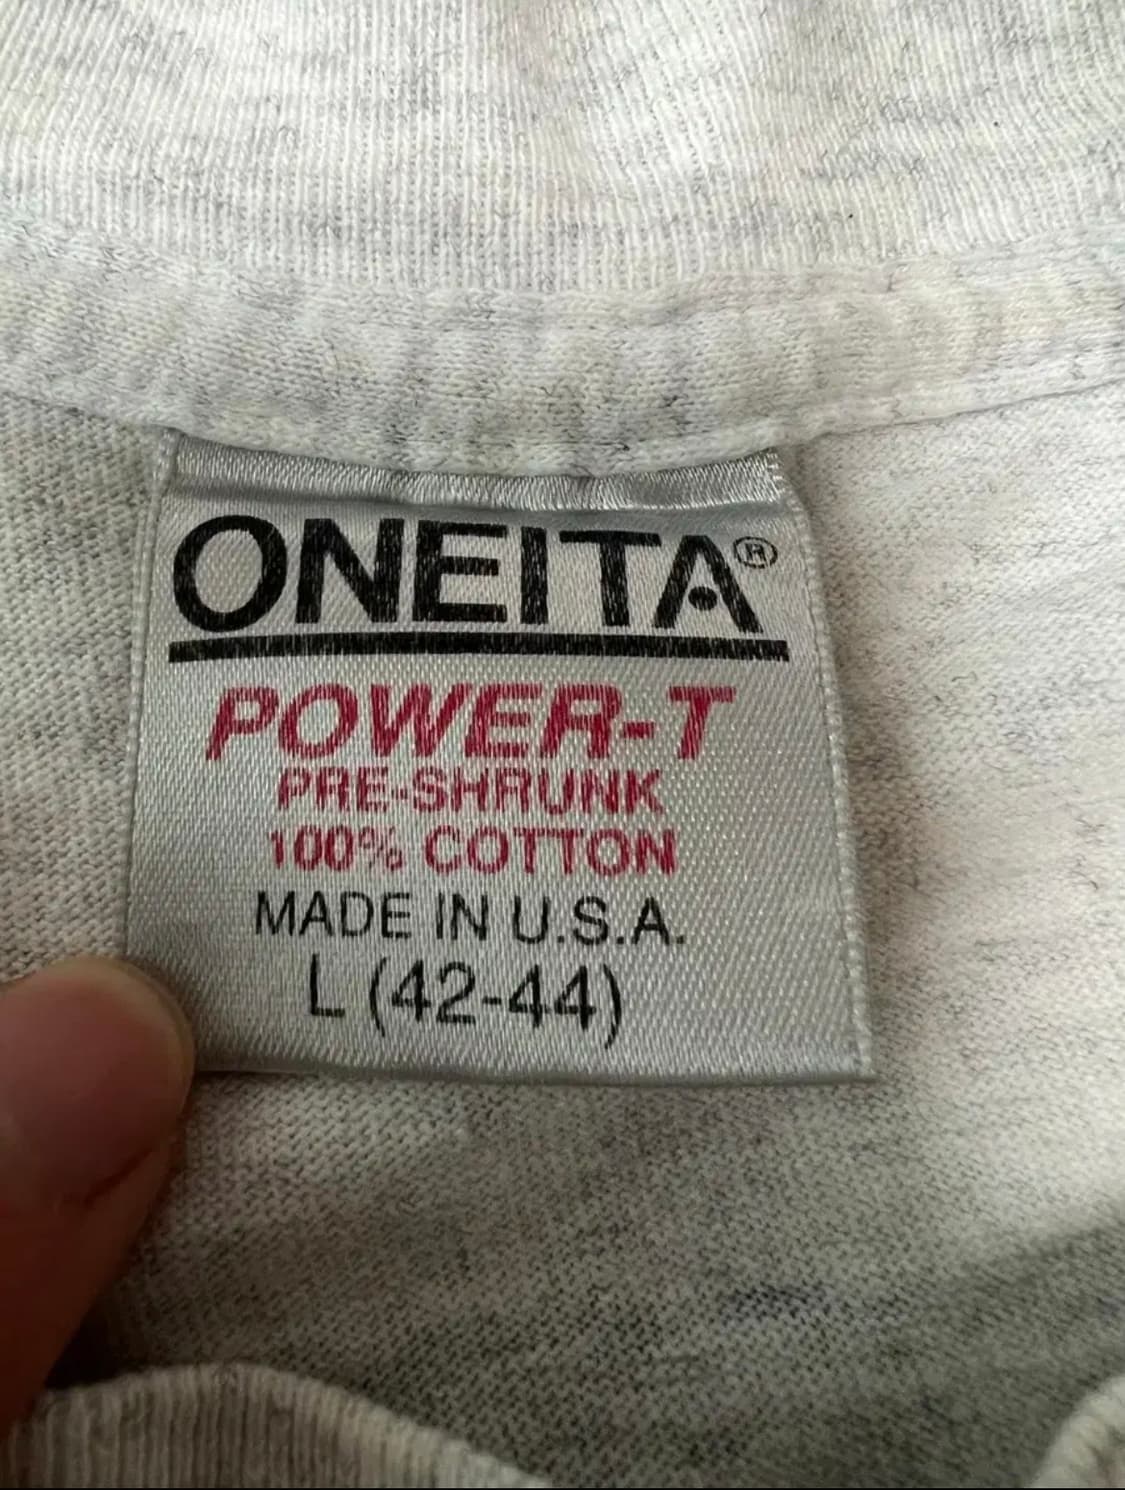 ONEITA®
POWER-T
PRE-SHRUNK
100% COTTON
MADE IN U.S.A.
L (42-44)